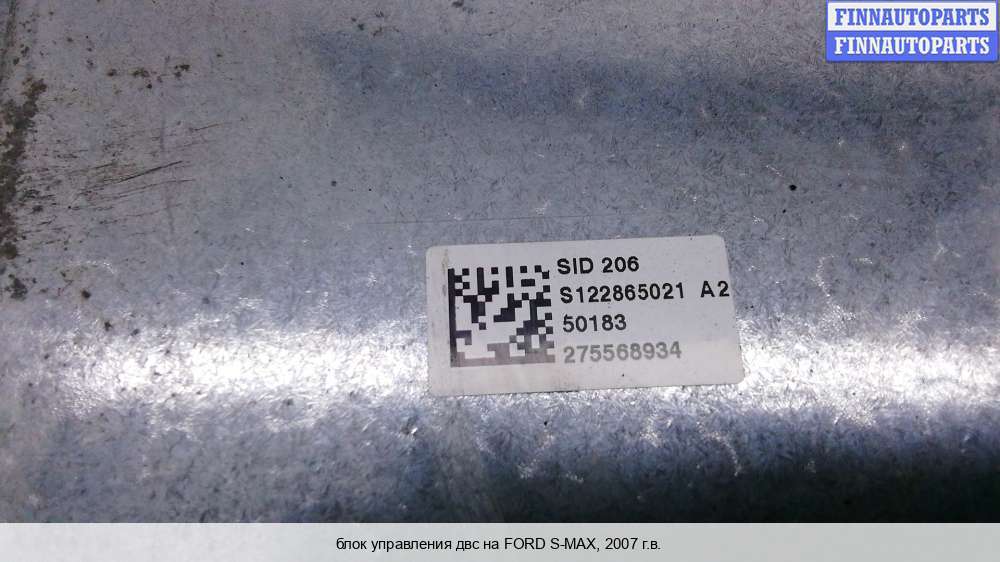 FINNAUTOPARTS
FINNAUTOPARTS
SID 206
S122865021 A2
50183
275568934
блок управления двс на FORD S-MAX, 2007 г.в.